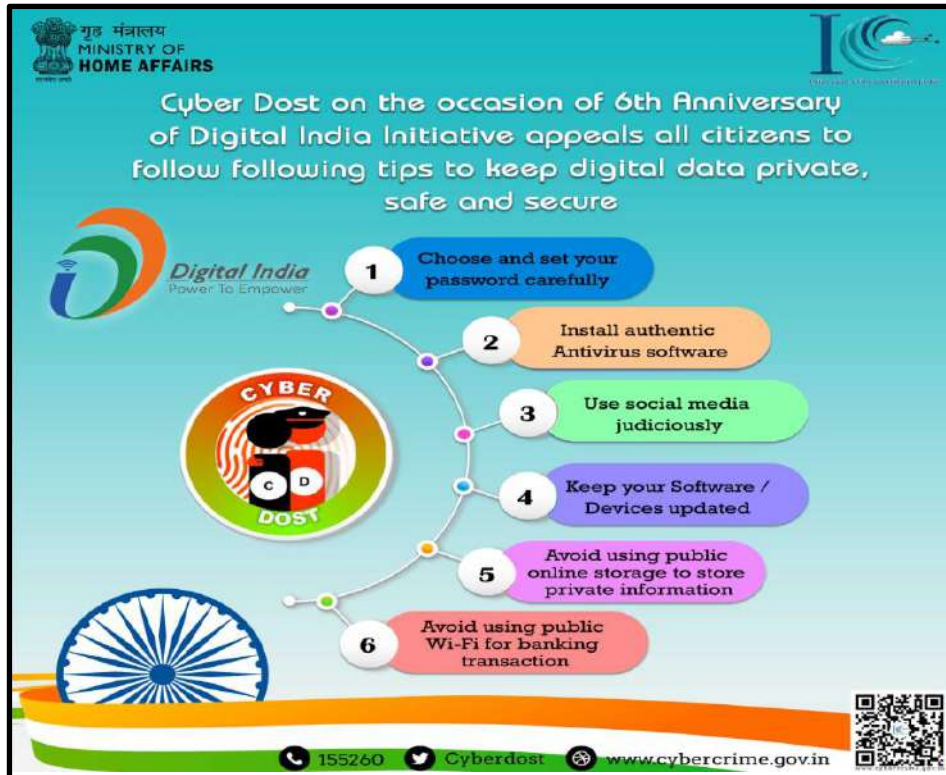 गृह मंत्रालय
MINISTRY OF
HOME AFFAIRS
Cyber Dost on the occasion of 6th Anniversary
of Digital India Initiative appeals all citizens to
follow following tips to keep digital data private,
safe and secure
Digital India
Power To Empower
1
Choose and set your
password carefully
2
Install authentic
Antivirus software
3
Use social media
judiciously
4
Keep your Software /
Devices updated
5
Avoid using public
online storage to store
private information
6
Avoid using public
Wi-Fi for banking
transaction
CYBER
C D
DOST
155260 Cyberdost www.cybercrime.gov.in
www.cybercrime.gov.in